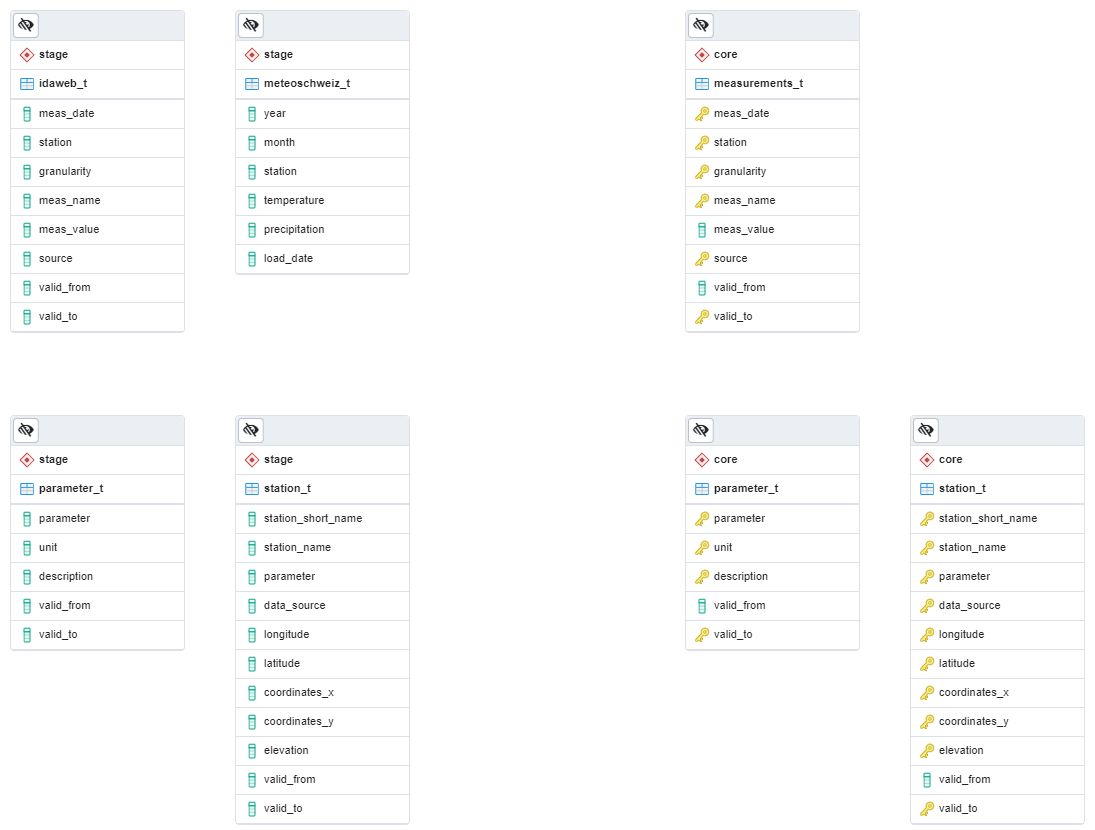 stage
idaweb_t
meas_date
station
granularity
meas_name
meas_value
source
valid_from
valid_to
stage
meteoschweiz_t
year
month
station
temperature
precipitation
load_date
core
measurements_t
meas_date
station
granularity
meas_name
meas_value
source
valid_from
valid_to
stage
parameter_t
parameter
unit
description
valid_from
valid_to
stage
station_t
station_short_name
station_name
parameter
data_source
longitude
latitude
coordinates_x
coordinates_y
elevation
valid_from
valid_to
core
parameter_t
parameter
unit
description
valid_from
valid_to
core
station_t
station_short_name
station_name
parameter
data_source
longitude
latitude
coordinates_x
coordinates_y
elevation
valid_from
valid_to